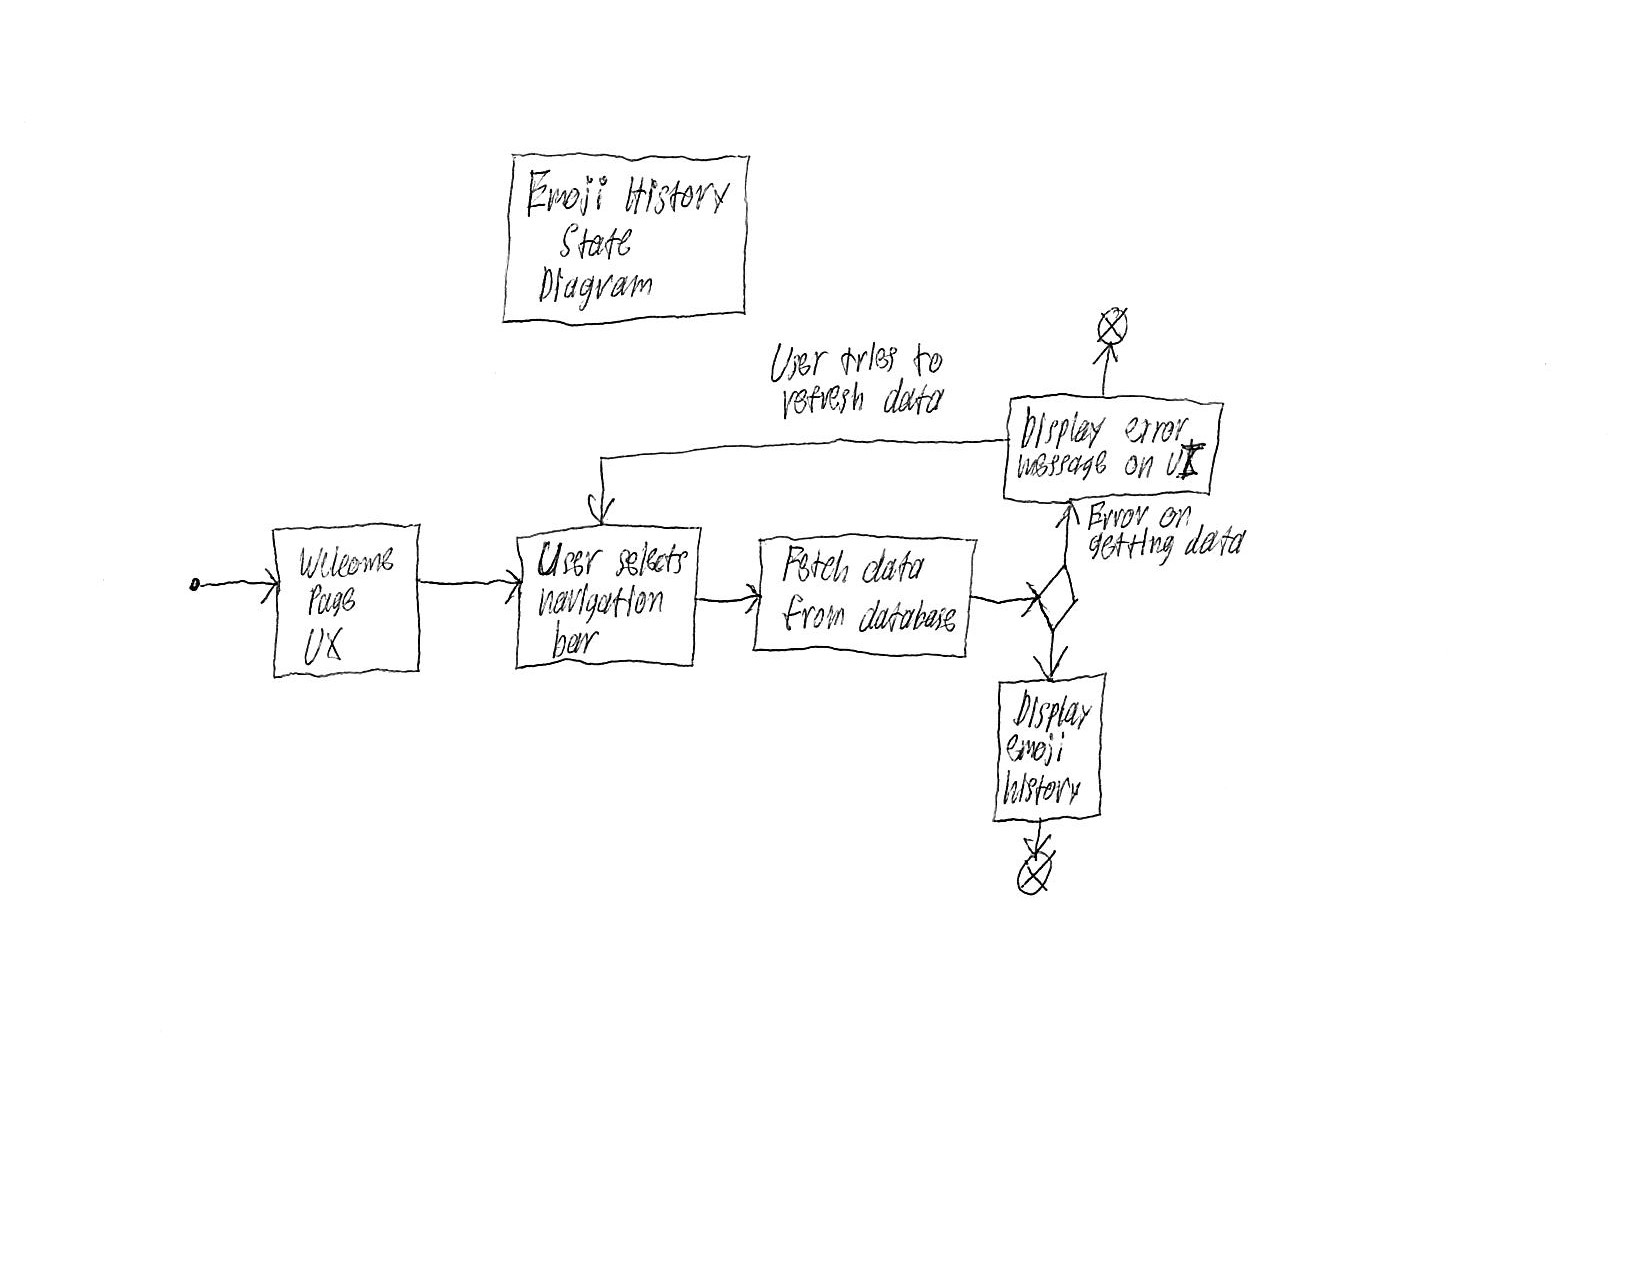 Emoji History
State
Diagram
User tries to
refresh data
Display error
message on UI
Error on
getting data
Welcome
Page
UX
User selects
navigation
bar
Fetch data
from database
Display
emoji
history